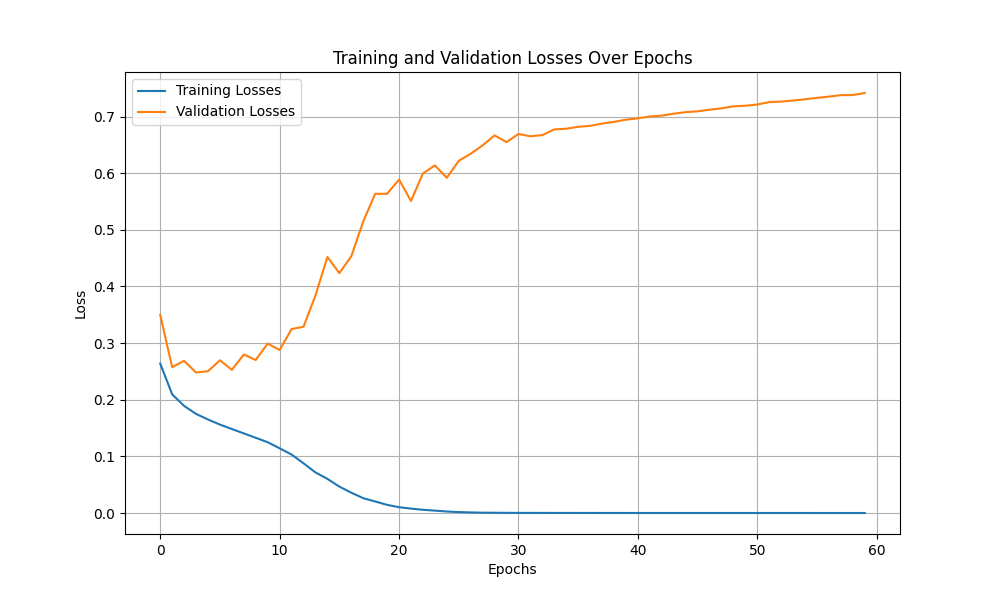 Training and Validation Losses Over Epochs
Training Losses
Validation Losses
Loss
0.7
0.6
0.5
0.4
0.3
0.2
0.1
0.0
0 10 20 30 40 50 60
Epochs